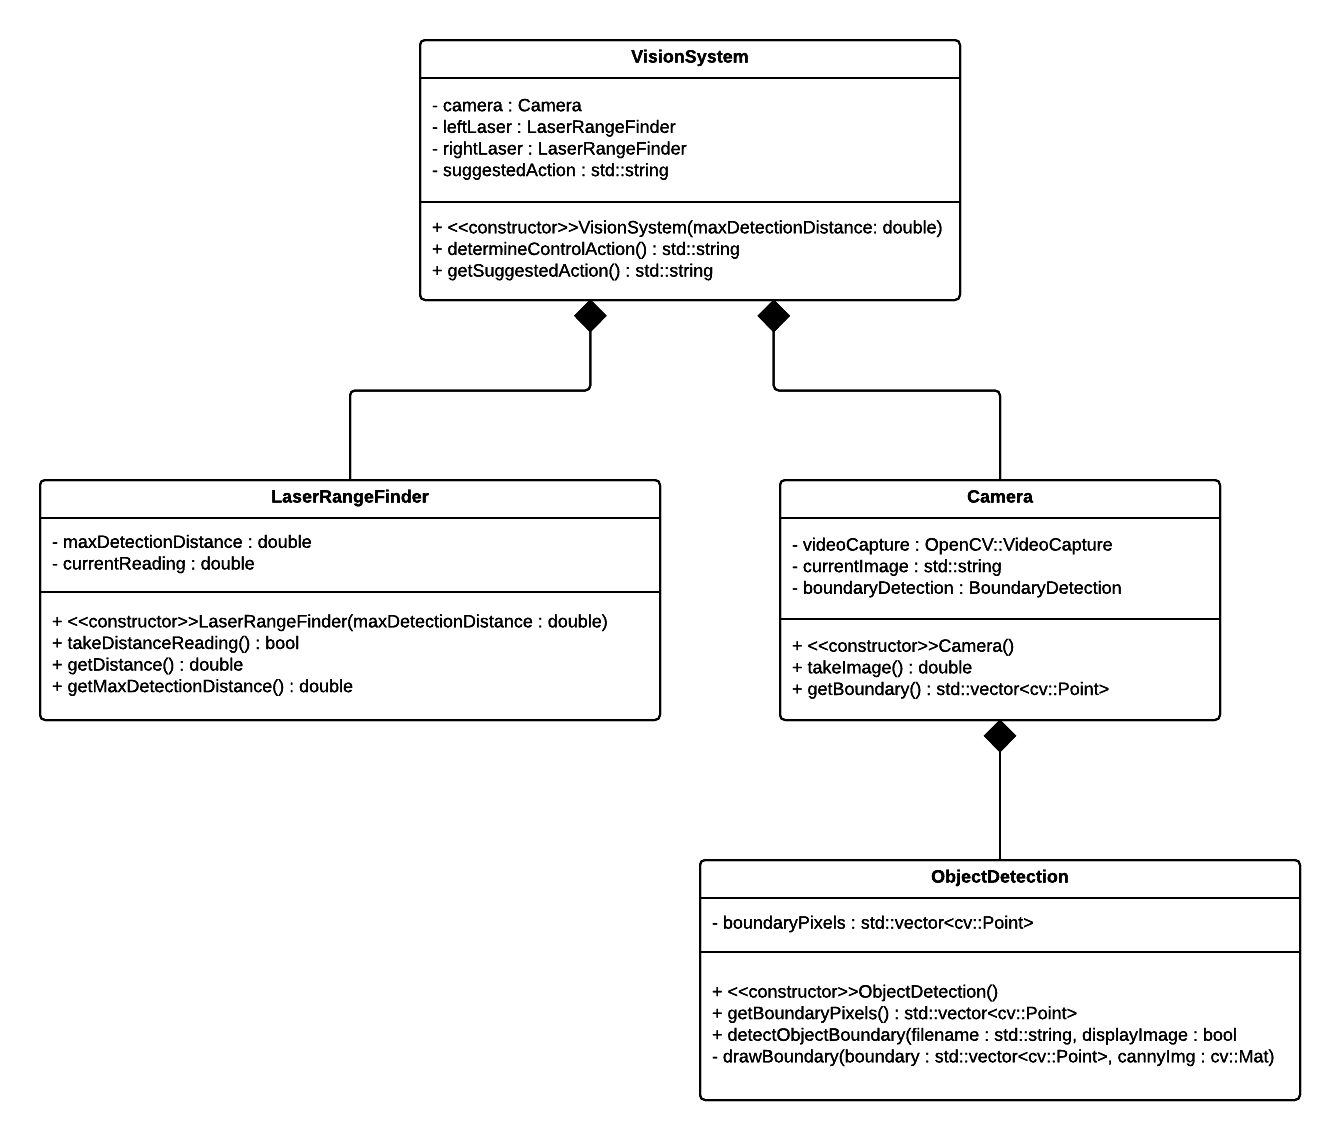 VisionSystem
- camera : Camera
- leftLaser : LaserRangeFinder
- rightLaser : LaserRangeFinder
- suggestedAction : std::string
+ <<constructor>>VisionSystem(maxDetectionDistance: double)
+ determineControlAction() : std::string
+ getSuggestedAction() : std::string
LaserRangeFinder
- maxDetectionDistance : double
- currentReading : double
+ <<constructor>>LaserRangeFinder(maxDetectionDistance : double)
+ takeDistanceReading() : bool
+ getDistance() : double
+ getMaxDetectionDistance() : double
Camera
- videoCapture : OpenCV::VideoCapture
- currentImage : std::string
- boundaryDetection : BoundaryDetection
+ <<constructor>>Camera()
+ takeImage() : double
+ getBoundary() : std::vector<cv::Point>
ObjectDetection
- boundaryPixels : std::vector<cv::Point>
+ <<constructor>>ObjectDetection()
+ getBoundaryPixels() : std::vector<cv::Point>
+ detectObjectBoundary(filename : std::string, displayImage : bool
- drawBoundary(boundary : std::vector<cv::Point>, cannyImg : cv::Mat)